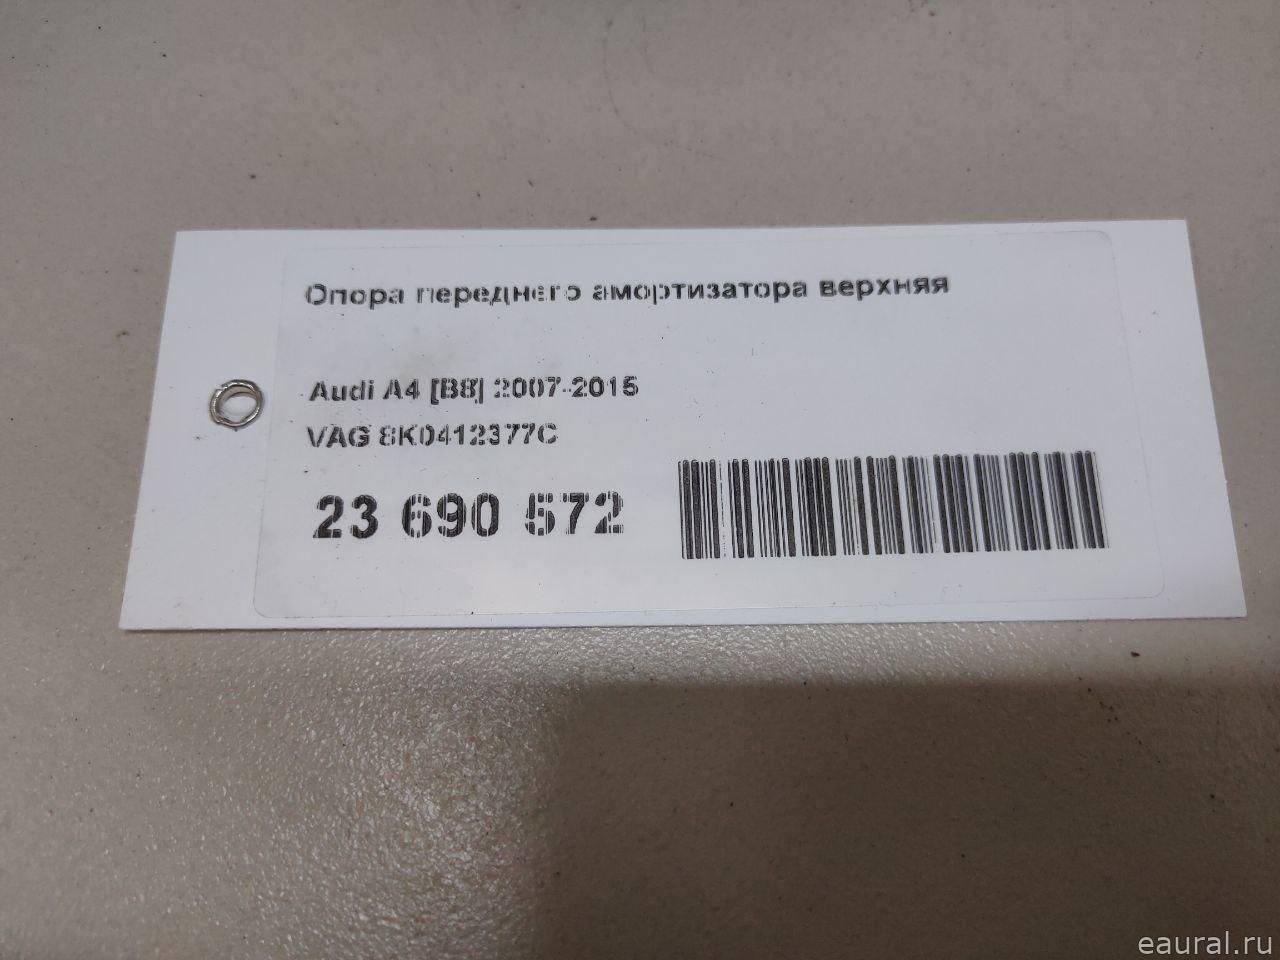 Опора переднего амортизатора верхняя
Audi A4 [B8] 2007-2015
VAG 8K0412377C
23 690 572
eaural.ru